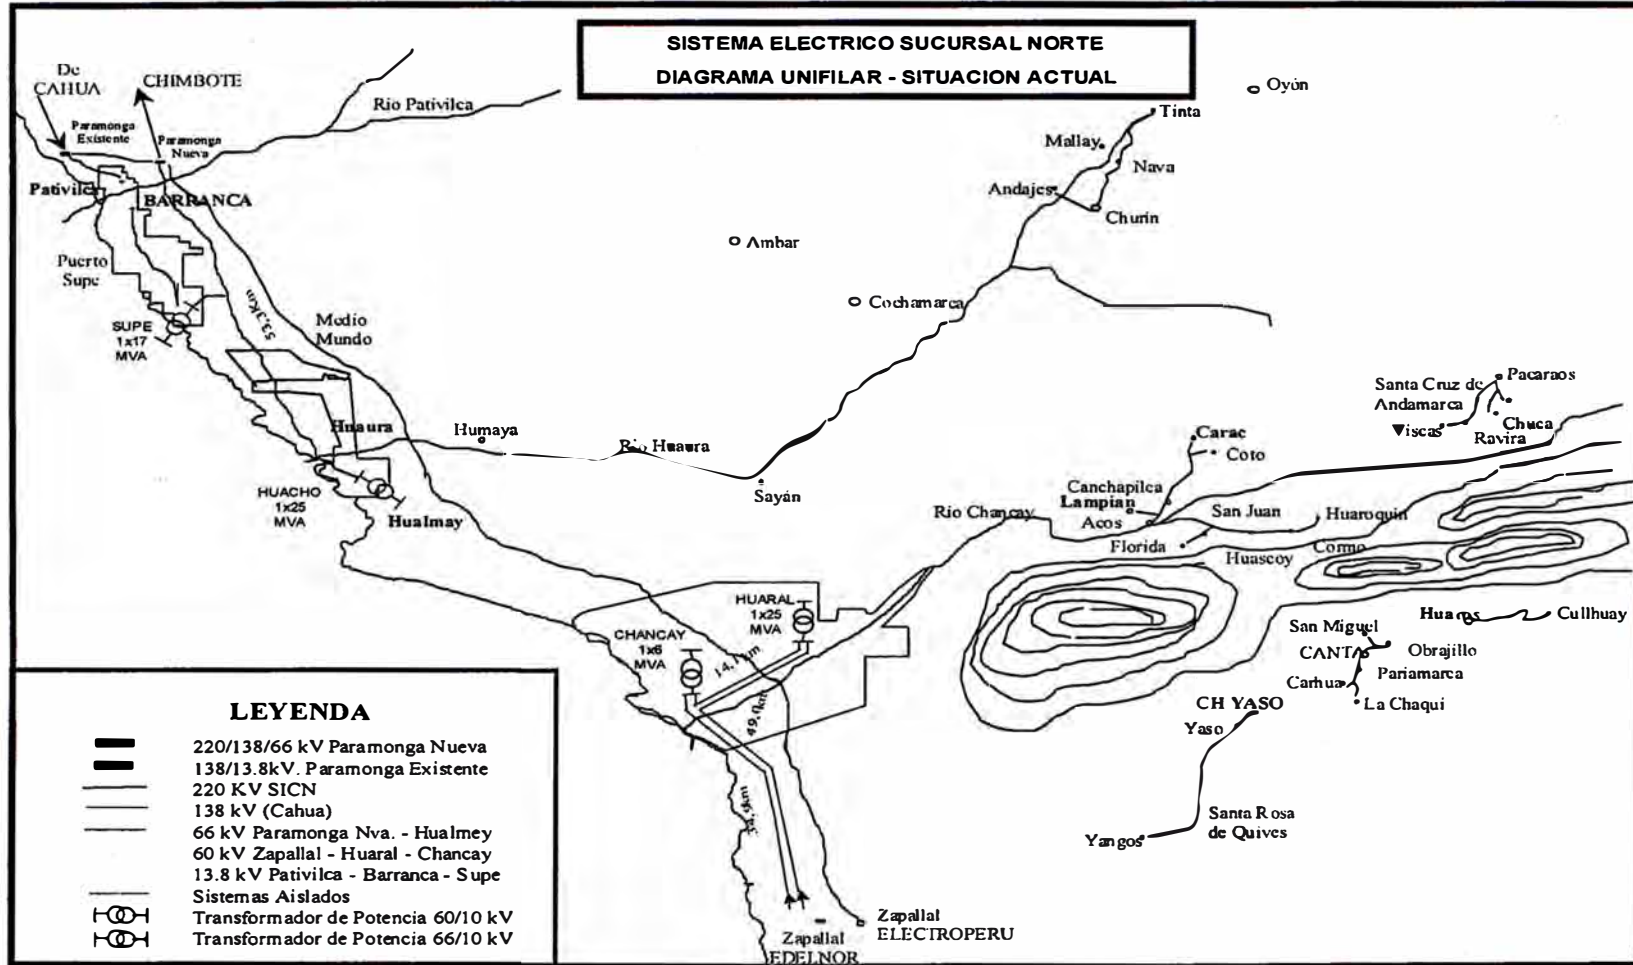 SISTEMA ELECTRICO SUCURSAL NORTE
DIAGRAMA UNIFILAR - SITUACION ACTUAL
De
CAHUA
CHIMBOTE
Rio Pativilca
Paramonga
Existente
Paramonga
Nueva
Pativilca
BARRANCA
Puerto
Supe
SUPE
1x17
MVA
53.3Km
Medio
Mundo
Huaura
Humaya
Rio Huaura
Sayán
HUACHO
1x25
MVA
Hualmay
Ambar
Cochamarca
Oyón
Tinta
Mallay
Nava
Andajes
Churin
Santa Cruz de
Andamarca
Pacaraos
Chuca
Ravira
Viscas
Carac
Coto
Canchapilca
Lampian
Acos
San Juan
Huaroquin
Rio Chancay
Florida
Huascoy
Cormo
HUARAL
1x25
MVA
CHANCAY
1x6
MVA
14.1km
49.0km
Huaros
Cullhuay
San Miguel
CANTA
Obrajillo
Pariamarca
Carhua
La Chaqui
CH YASO
Yaso
Santa Rosa
de Quives
Yangos
Zapallal
ELECTROPERU
Zapallal
EDELNOR
LEYENDA
220/138/66 kV Paramonga Nueva
138/13.8kV. Paramonga Existente
220 KV SICN
138 kV (Cahua)
66 kV Paramonga Nva. - Hualmey
60 kV Zapallal - Huaral - Chancay
13.8 kV Pativilca - Barranca - Supe
Sistemas Aislados
Transformador de Potencia 60/10 kV
Transformador de Potencia 66/10 kV